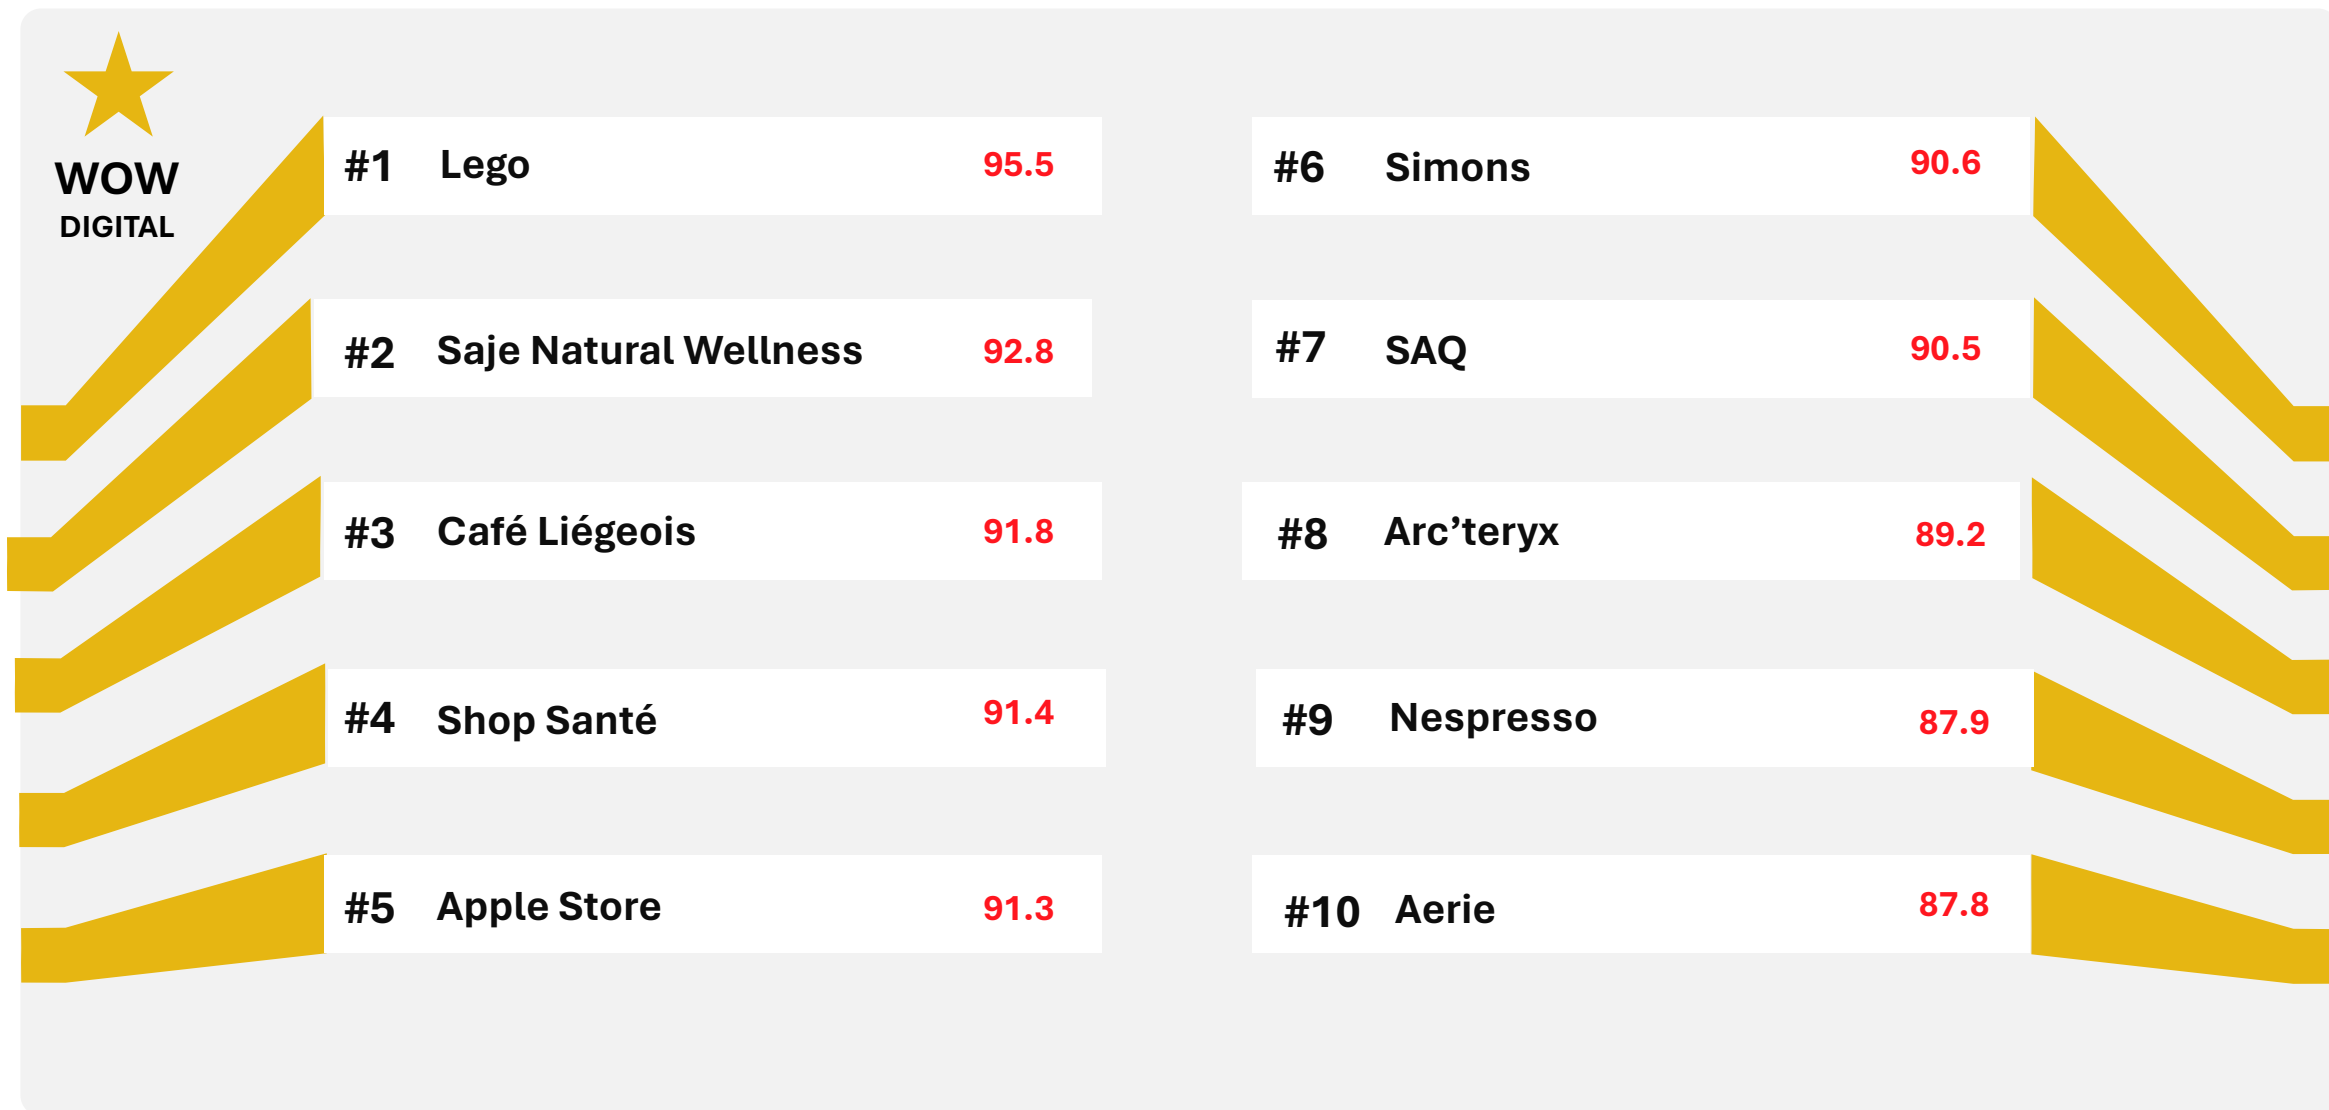 WOW
DIGITAL
#1 Lego 95.5
#2 Saje Natural Wellness 92.8
#3 Café Liégeois 91.8
#4 Shop Santé 91.4
#5 Apple Store 91.3
#6 Simons 90.6
#7 SAQ 90.5
#8 Arc’teryx 89.2
#9 Nespresso 87.9
#10 Aerie 87.8